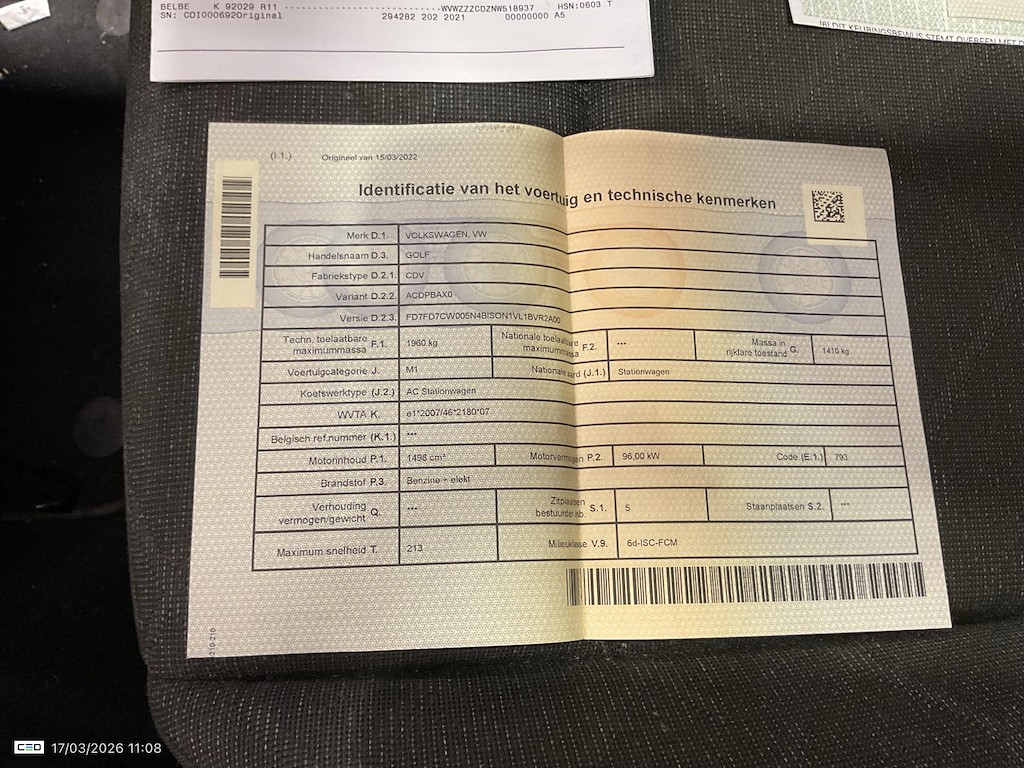 BELBE K 92029 R11 WVWZZZCDZNW518937 HSN:0603 T
SN: COI000692Original 294282 202 2021 00000000 A5
(I.1.) Origineel van 15/03/2022
Identificatie van het voertuig en technische kenmerken
Merk D.1. VOLKSWAGEN, VW
Handelsnaam D.3. GOLF
Fabriekstype D.2.1. CDV
Variant D.2.2. ACDPBAX0
Versie D.2.3. FD7FD7CW005N4BISON1VL1BVR2A00
Techn. toelaatbare maximummassa F.1. 1960 kg Nationale toelaatbare maximummassa F.2. --- Massa in rijklare toestand G. 1410 kg
Voertuigcategorie J. M1 Nationale aard (J.1.) Stationwagen
Koetswerktype (J.2.) AC Stationwagen
WVTA K. e1*2007/46*2180*07
Belgisch ref.nummer (K.1.) ---
Motorinhoud P.1. 1498 cm³ Motorvermogen P.2. 96,00 kW Code (E.1.) 793
Brandstof P.3. Benzine + elekt
Verhouding vermogen/gewicht Q. --- Zitplaatsen bestuurder inb. S.1. 5 Staanplaatsen S.2. ---
Maximum snelheid T. 213 Milieuklasse V.9. 6d-ISC-FCM
210-210
CEO 17/03/2026 11:08